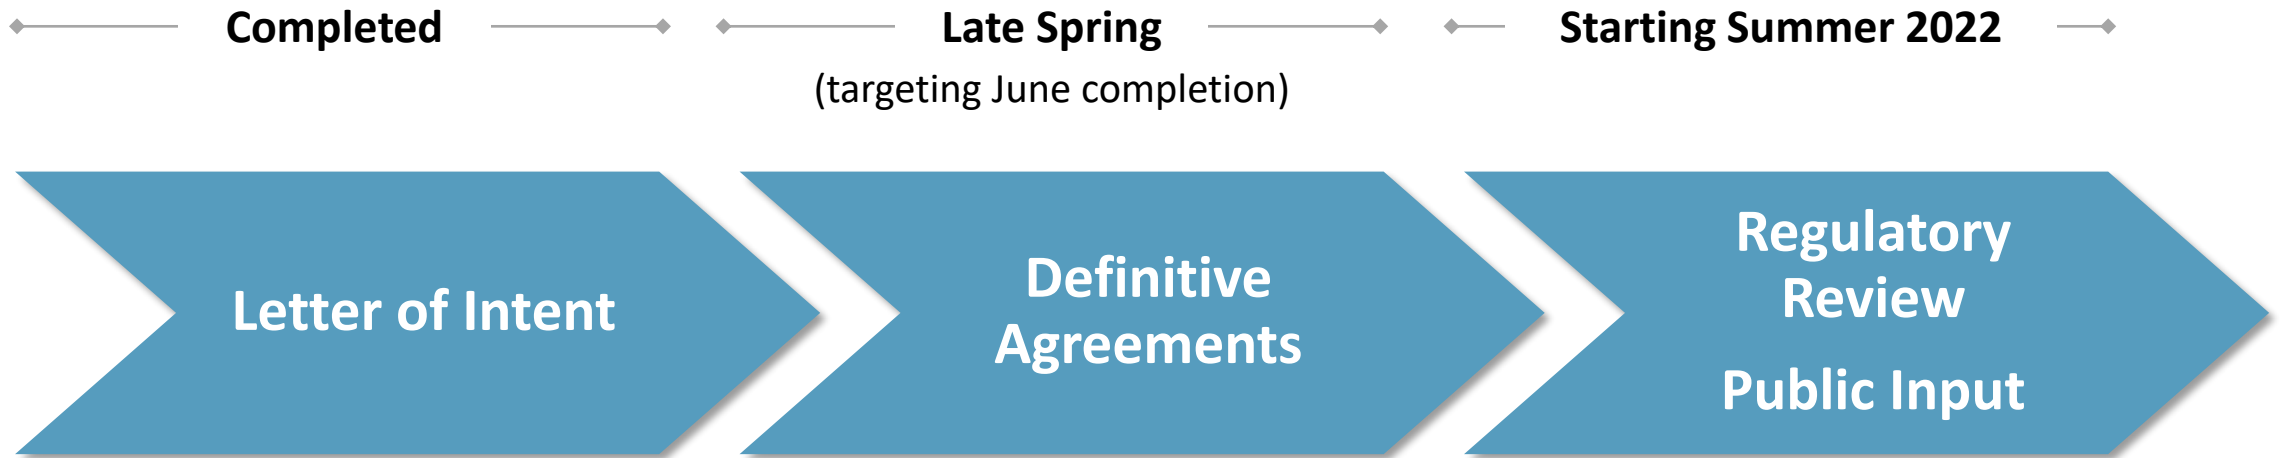 Completed
Late Spring
(targeting June completion)
Starting Summer 2022
Letter of Intent
Definitive
Agreements
Regulatory
Review
Public Input